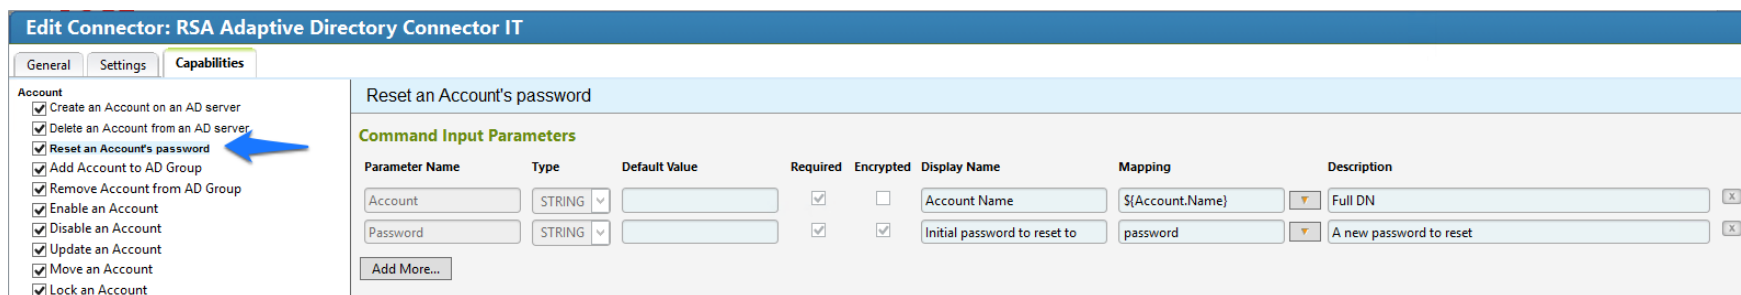 Edit Connector: RSA Adaptive Directory Connector IT
General Settings Capabilities
Account
Create an Account on an AD server
Delete an Account from an AD server
Reset an Account's password
Add Account to AD Group
Remove Account from AD Group
Enable an Account
Disable an Account
Update an Account
Move an Account
Lock an Account
Reset an Account's password
Command Input Parameters
Parameter Name Type Default Value Required Encrypted Display Name Mapping Description
Account STRING Account Name ${Account.Name} Full DN x
Password STRING Initial password to reset to password A new password to reset x
Add More...